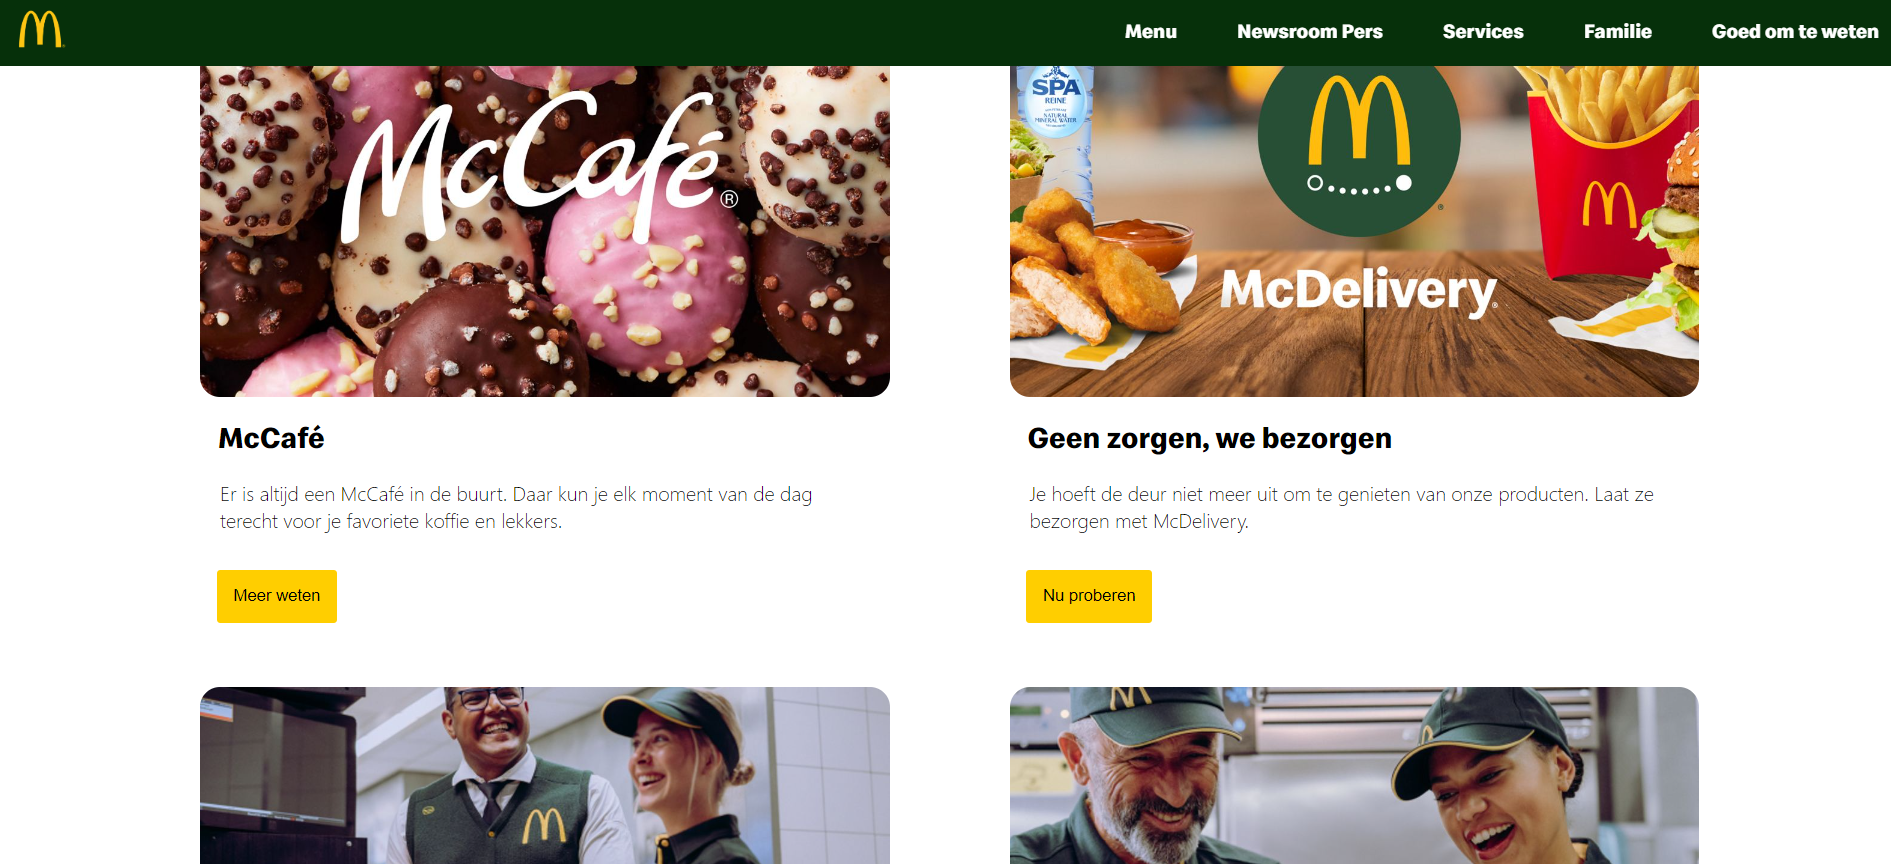 Menu
Newsroom Pers
Services
Familie
Goed om te weten
McCafé®
SPA
REINE
NATURAL
MINERAL WATER
McDelivery®
McCafé
Er is altijd een McCafé in de buurt. Daar kun je elk moment van de dag
terecht voor je favoriete koffie en lekkers.
Meer weten
Geen zorgen, we bezorgen
Je hoeft de deur niet meer uit om te genieten van onze producten. Laat ze
bezorgen met McDelivery.
Nu proberen